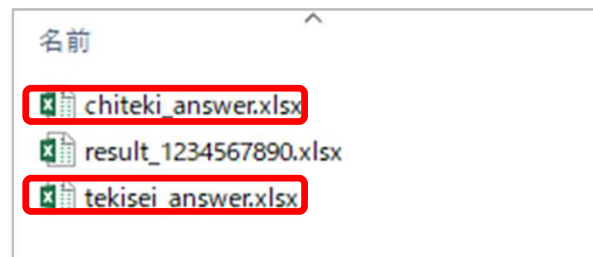 名前
chiteki_answer.xlsx
result_1234567890.xlsx
tekisei_answer.xlsx